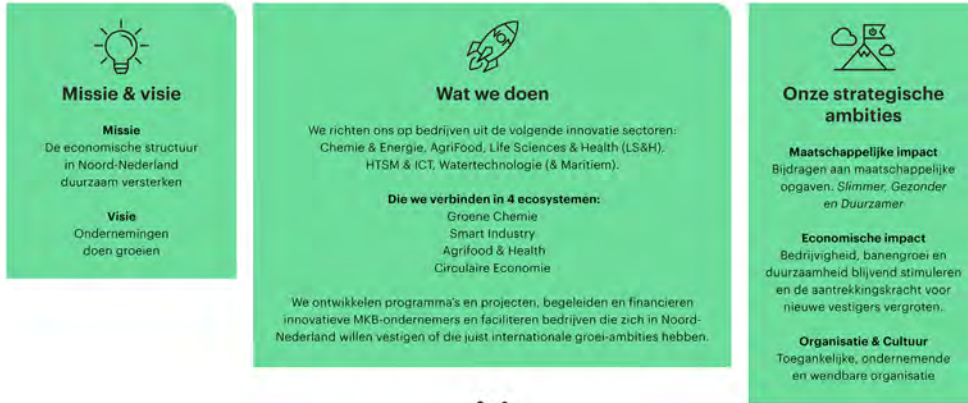 Missie & visie
Missie
De economische structuur
in Noord-Nederland
duurzaam versterken
Visie
Ondernemingen
doen groeien
Wat we doen
We richten ons op bedrijven uit de volgende innovatie sectoren:
Chemie & Energie, AgriFood, Life Sciences & Health (LS&H),
HTSM & ICT, Watertechnologie (& Maritiem).
Die we verbinden in 4 ecosystemen:
Groene Chemie
Smart Industry
Agrifood & Health
Circulaire Economie
We ontwikkelen programma's en projecten, begeleiden en financieren
innovatieve MKB-ondernemers en faciliteren bedrijven die zich in Noord-
Nederland willen vestigen of die juist internationale groei-ambities hebben.
Onze strategische
ambities
Maatschappelijke impact
Bijdragen aan maatschappelijke
opgaven. Slimmer, Gezonder
en Duurzamer
Economische impact
Bedrijvigheid, banengroei en
duurzaamheid blijvend stimuleren
en de aantrekkingskracht voor
nieuwe vestigers vergroten.
Organisatie & Cultuur
Toegankelijke, ondernemende
en wendbare organisatie